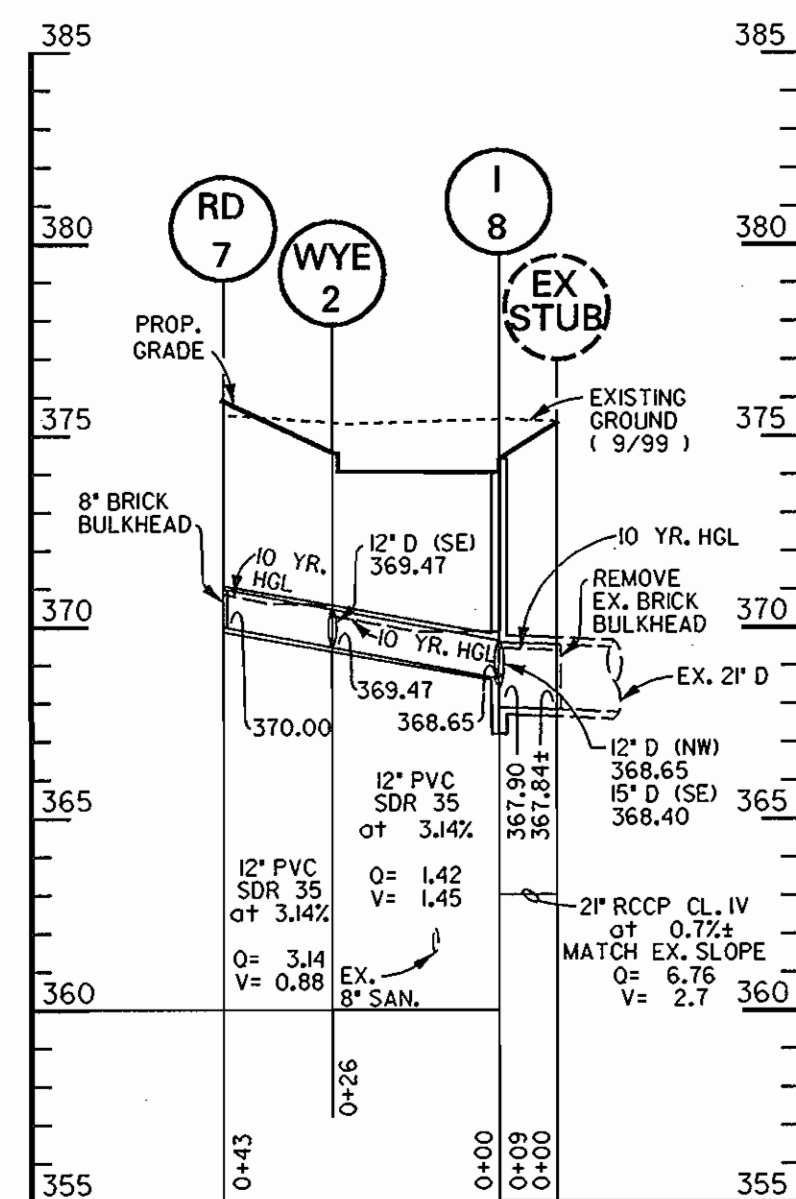 385
385
380
380
375
375
370
370
365
365
360
360
355
355
RD
7
WYE
2
I
8
EX
STUB
PROP.
GRADE
EXISTING
GROUND
( 9/99 )
8" BRICK
BULKHEAD
10 YR.
HGL
12" D (SE)
369.47
10 YR. HGL
10 YR. HGL
REMOVE
EX. BRICK
BULKHEAD
EX. 21" D
370.00
369.47
368.65
367.90
367.84±
12" D (NW)
368.65
15" D (SE)
368.40
12" PVC
SDR 35
at 3.14%
Q= 3.14
V= 0.88
12" PVC
SDR 35
at 3.14%
Q= 1.42
V= 1.45
EX.
8" SAN.
21" RCCP CL. IV
at 0.7%±
MATCH EX. SLOPE
Q= 6.76
V= 2.7
0+43
0+26
0+00
0+09
0+00